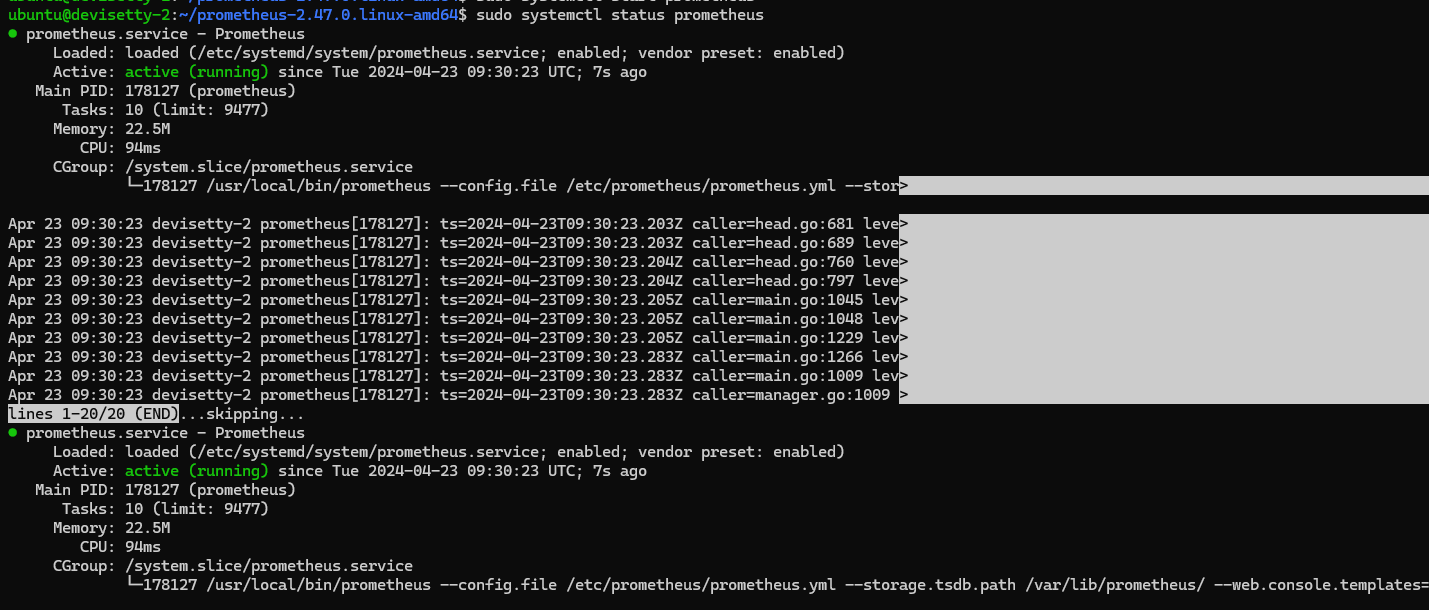 ubuntu@devisetty-2:~/prometheus-2.47.0.linux-amd64$ sudo systemctl start prometheus
ubuntu@devisetty-2:~/prometheus-2.47.0.linux-amd64$ sudo systemctl status prometheus
● prometheus.service - Prometheus
     Loaded: loaded (/etc/systemd/system/prometheus.service; enabled; vendor preset: enabled)
     Active: active (running) since Tue 2024-04-23 09:30:23 UTC; 7s ago
   Main PID: 178127 (prometheus)
      Tasks: 10 (limit: 9477)
     Memory: 22.5M
        CPU: 94ms
     CGroup: /system.slice/prometheus.service
             └─178127 /usr/local/bin/prometheus --config.file /etc/prometheus/prometheus.yml --stor>
Apr 23 09:30:23 devisetty-2 prometheus[178127]: ts=2024-04-23T09:30:23.203Z caller=head.go:681 leve>
Apr 23 09:30:23 devisetty-2 prometheus[178127]: ts=2024-04-23T09:30:23.203Z caller=head.go:689 leve>
Apr 23 09:30:23 devisetty-2 prometheus[178127]: ts=2024-04-23T09:30:23.204Z caller=head.go:760 leve>
Apr 23 09:30:23 devisetty-2 prometheus[178127]: ts=2024-04-23T09:30:23.204Z caller=head.go:797 leve>
Apr 23 09:30:23 devisetty-2 prometheus[178127]: ts=2024-04-23T09:30:23.205Z caller=main.go:1045 lev>
Apr 23 09:30:23 devisetty-2 prometheus[178127]: ts=2024-04-23T09:30:23.205Z caller=main.go:1048 lev>
Apr 23 09:30:23 devisetty-2 prometheus[178127]: ts=2024-04-23T09:30:23.205Z caller=main.go:1229 lev>
Apr 23 09:30:23 devisetty-2 prometheus[178127]: ts=2024-04-23T09:30:23.283Z caller=main.go:1266 lev>
Apr 23 09:30:23 devisetty-2 prometheus[178127]: ts=2024-04-23T09:30:23.283Z caller=main.go:1009 lev>
Apr 23 09:30:23 devisetty-2 prometheus[178127]: ts=2024-04-23T09:30:23.283Z caller=manager.go:1009 >
lines 1-20/20 (END)...skipping...
● prometheus.service - Prometheus
     Loaded: loaded (/etc/systemd/system/prometheus.service; enabled; vendor preset: enabled)
     Active: active (running) since Tue 2024-04-23 09:30:23 UTC; 7s ago
   Main PID: 178127 (prometheus)
      Tasks: 10 (limit: 9477)
     Memory: 22.5M
        CPU: 94ms
     CGroup: /system.slice/prometheus.service
             └─178127 /usr/local/bin/prometheus --config.file /etc/prometheus/prometheus.yml --storage.tsdb.path /var/lib/prometheus/ --web.console.templates=